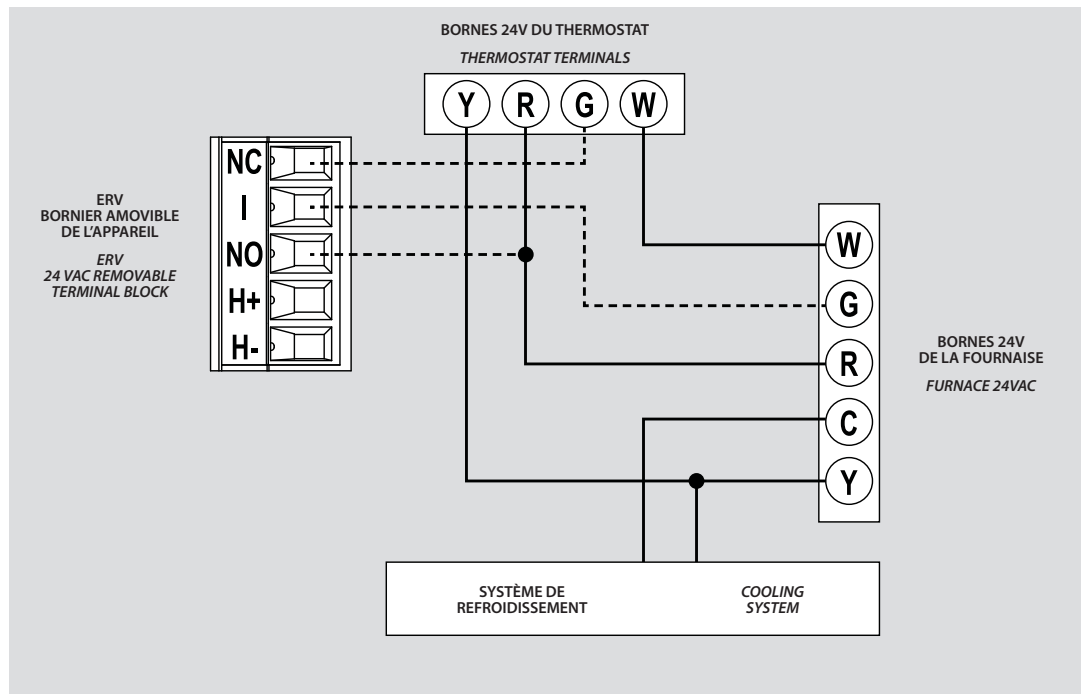 BORNES 24V DU THERMOSTAT
THERMOSTAT TERMINALS
Y R G W
NC
I
NO
H+
H-
ERV
BORNIER AMOVIBLE
DE L'APPAREIL
ERV
24 VAC REMOVABLE
TERMINAL BLOCK
W
G
R
C
Y
BORNES 24V
DE LA FOURNAISE
FURNACE 24VAC
SYSTÈME DE
REFROIDISSEMENT
COOLING
SYSTEM